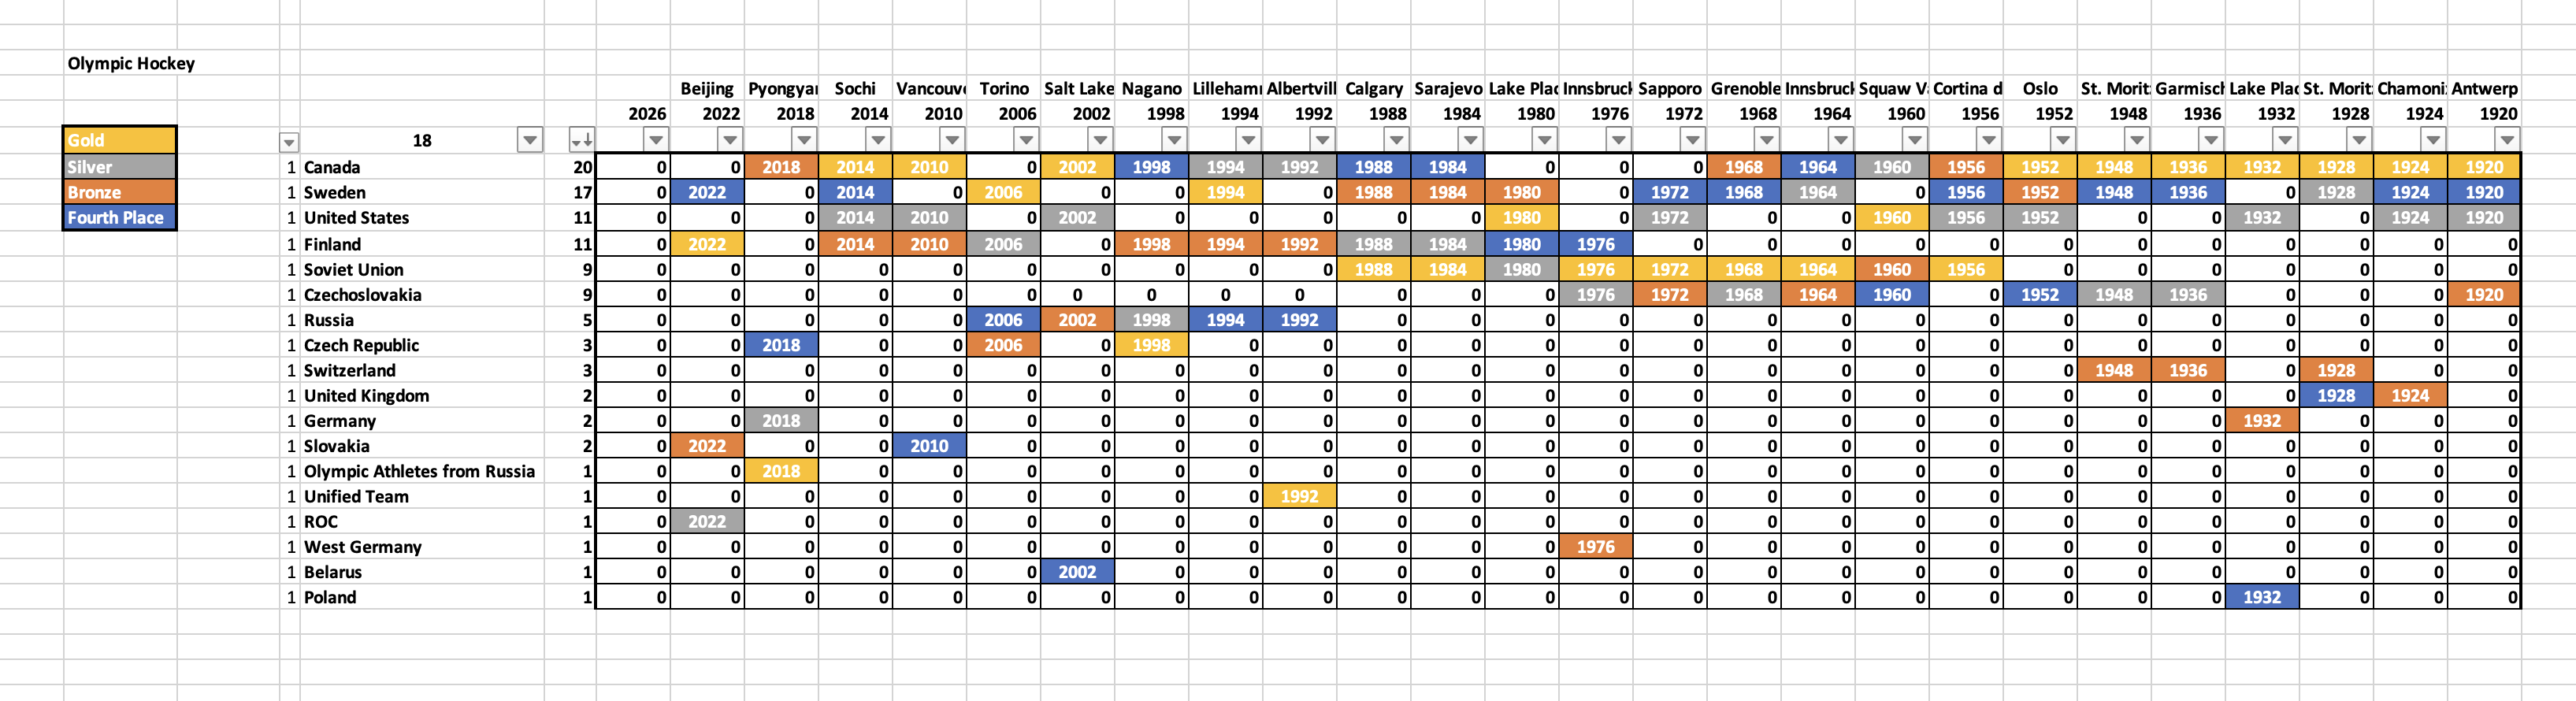 Olympic Hockey
Beijing Pyongyar Sochi Vancouve Torino Salt Lake Nagano Lilleham Albertvill Calgary Sarajevo Lake Plac Innsbruck Sapporo Grenoble Innsbruck Squaw V Cortina d Oslo St. Morit Garmisch Lake Plac St. Morit Chamoni Antwerp
2026 2022 2018 2014 2010 2006 2002 1998 1994 1992 1988 1984 1980 1976 1972 1968 1964 1960 1956 1952 1948 1936 1932 1928 1924 1920
Gold 18
Silver 1 Canada 20 0 0 2018 2014 2010 0 2002 1998 1994 1992 1988 1984 0 0 0 1968 1964 1960 1956 1952 1948 1936 1932 1928 1924 1920
Bronze 1 Sweden 17 0 2022 0 2014 0 2006 0 0 1994 0 1988 1984 1980 0 1972 1968 1964 0 1956 1952 1948 1936 0 1928 1924 1920
Fourth Place 1 United States 11 0 0 0 2014 2010 0 2002 0 0 0 0 0 1980 0 1972 0 0 1960 1956 1952 0 0 1932 0 1924 1920
1 Finland 11 0 2022 0 2014 2010 2006 0 1998 1994 1992 1988 1984 1980 1976 0 0 0 0 0 0 0 0 0 0 0 0
1 Soviet Union 9 0 0 0 0 0 0 0 0 0 0 1988 1984 1980 1976 1972 1968 1964 1960 1956 0 0 0 0 0 0 0
1 Czechoslovakia 9 0 0 0 0 0 0 0 0 0 0 0 0 0 1976 1972 1968 1964 1960 0 1952 1948 1936 0 0 0 1920
1 Russia 5 0 0 0 0 0 2006 2002 1998 1994 1992 0 0 0 0 0 0 0 0 0 0 0 0 0 0 0 0
1 Czech Republic 3 0 0 2018 0 0 2006 0 1998 0 0 0 0 0 0 0 0 0 0 0 0 0 0 0 0 0 0
1 Switzerland 3 0 0 0 0 0 0 0 0 0 0 0 0 0 0 0 0 0 0 0 0 1948 1936 0 1928 0 0
1 United Kingdom 2 0 0 0 0 0 0 0 0 0 0 0 0 0 0 0 0 0 0 0 0 0 0 0 1928 1924 0
1 Germany 2 0 0 2018 0 0 0 0 0 0 0 0 0 0 0 0 0 0 0 0 0 0 0 1932 0 0 0
1 Slovakia 2 0 2022 0 0 2010 0 0 0 0 0 0 0 0 0 0 0 0 0 0 0 0 0 0 0 0 0
1 Olympic Athletes from Russia 1 0 0 2018 0 0 0 0 0 0 0 0 0 0 0 0 0 0 0 0 0 0 0 0 0 0 0
1 Unified Team 1 0 0 0 0 0 0 0 0 0 1992 0 0 0 0 0 0 0 0 0 0 0 0 0 0 0 0
1 ROC 1 0 2022 0 0 0 0 0 0 0 0 0 0 0 0 0 0 0 0 0 0 0 0 0 0 0 0
1 West Germany 1 0 0 0 0 0 0 0 0 0 0 0 0 0 1976 0 0 0 0 0 0 0 0 0 0 0 0
1 Belarus 1 0 0 0 0 0 0 2002 0 0 0 0 0 0 0 0 0 0 0 0 0 0 0 0 0 0 0
1 Poland 1 0 0 0 0 0 0 0 0 0 0 0 0 0 0 0 0 0 0 0 0 0 0 1932 0 0 0